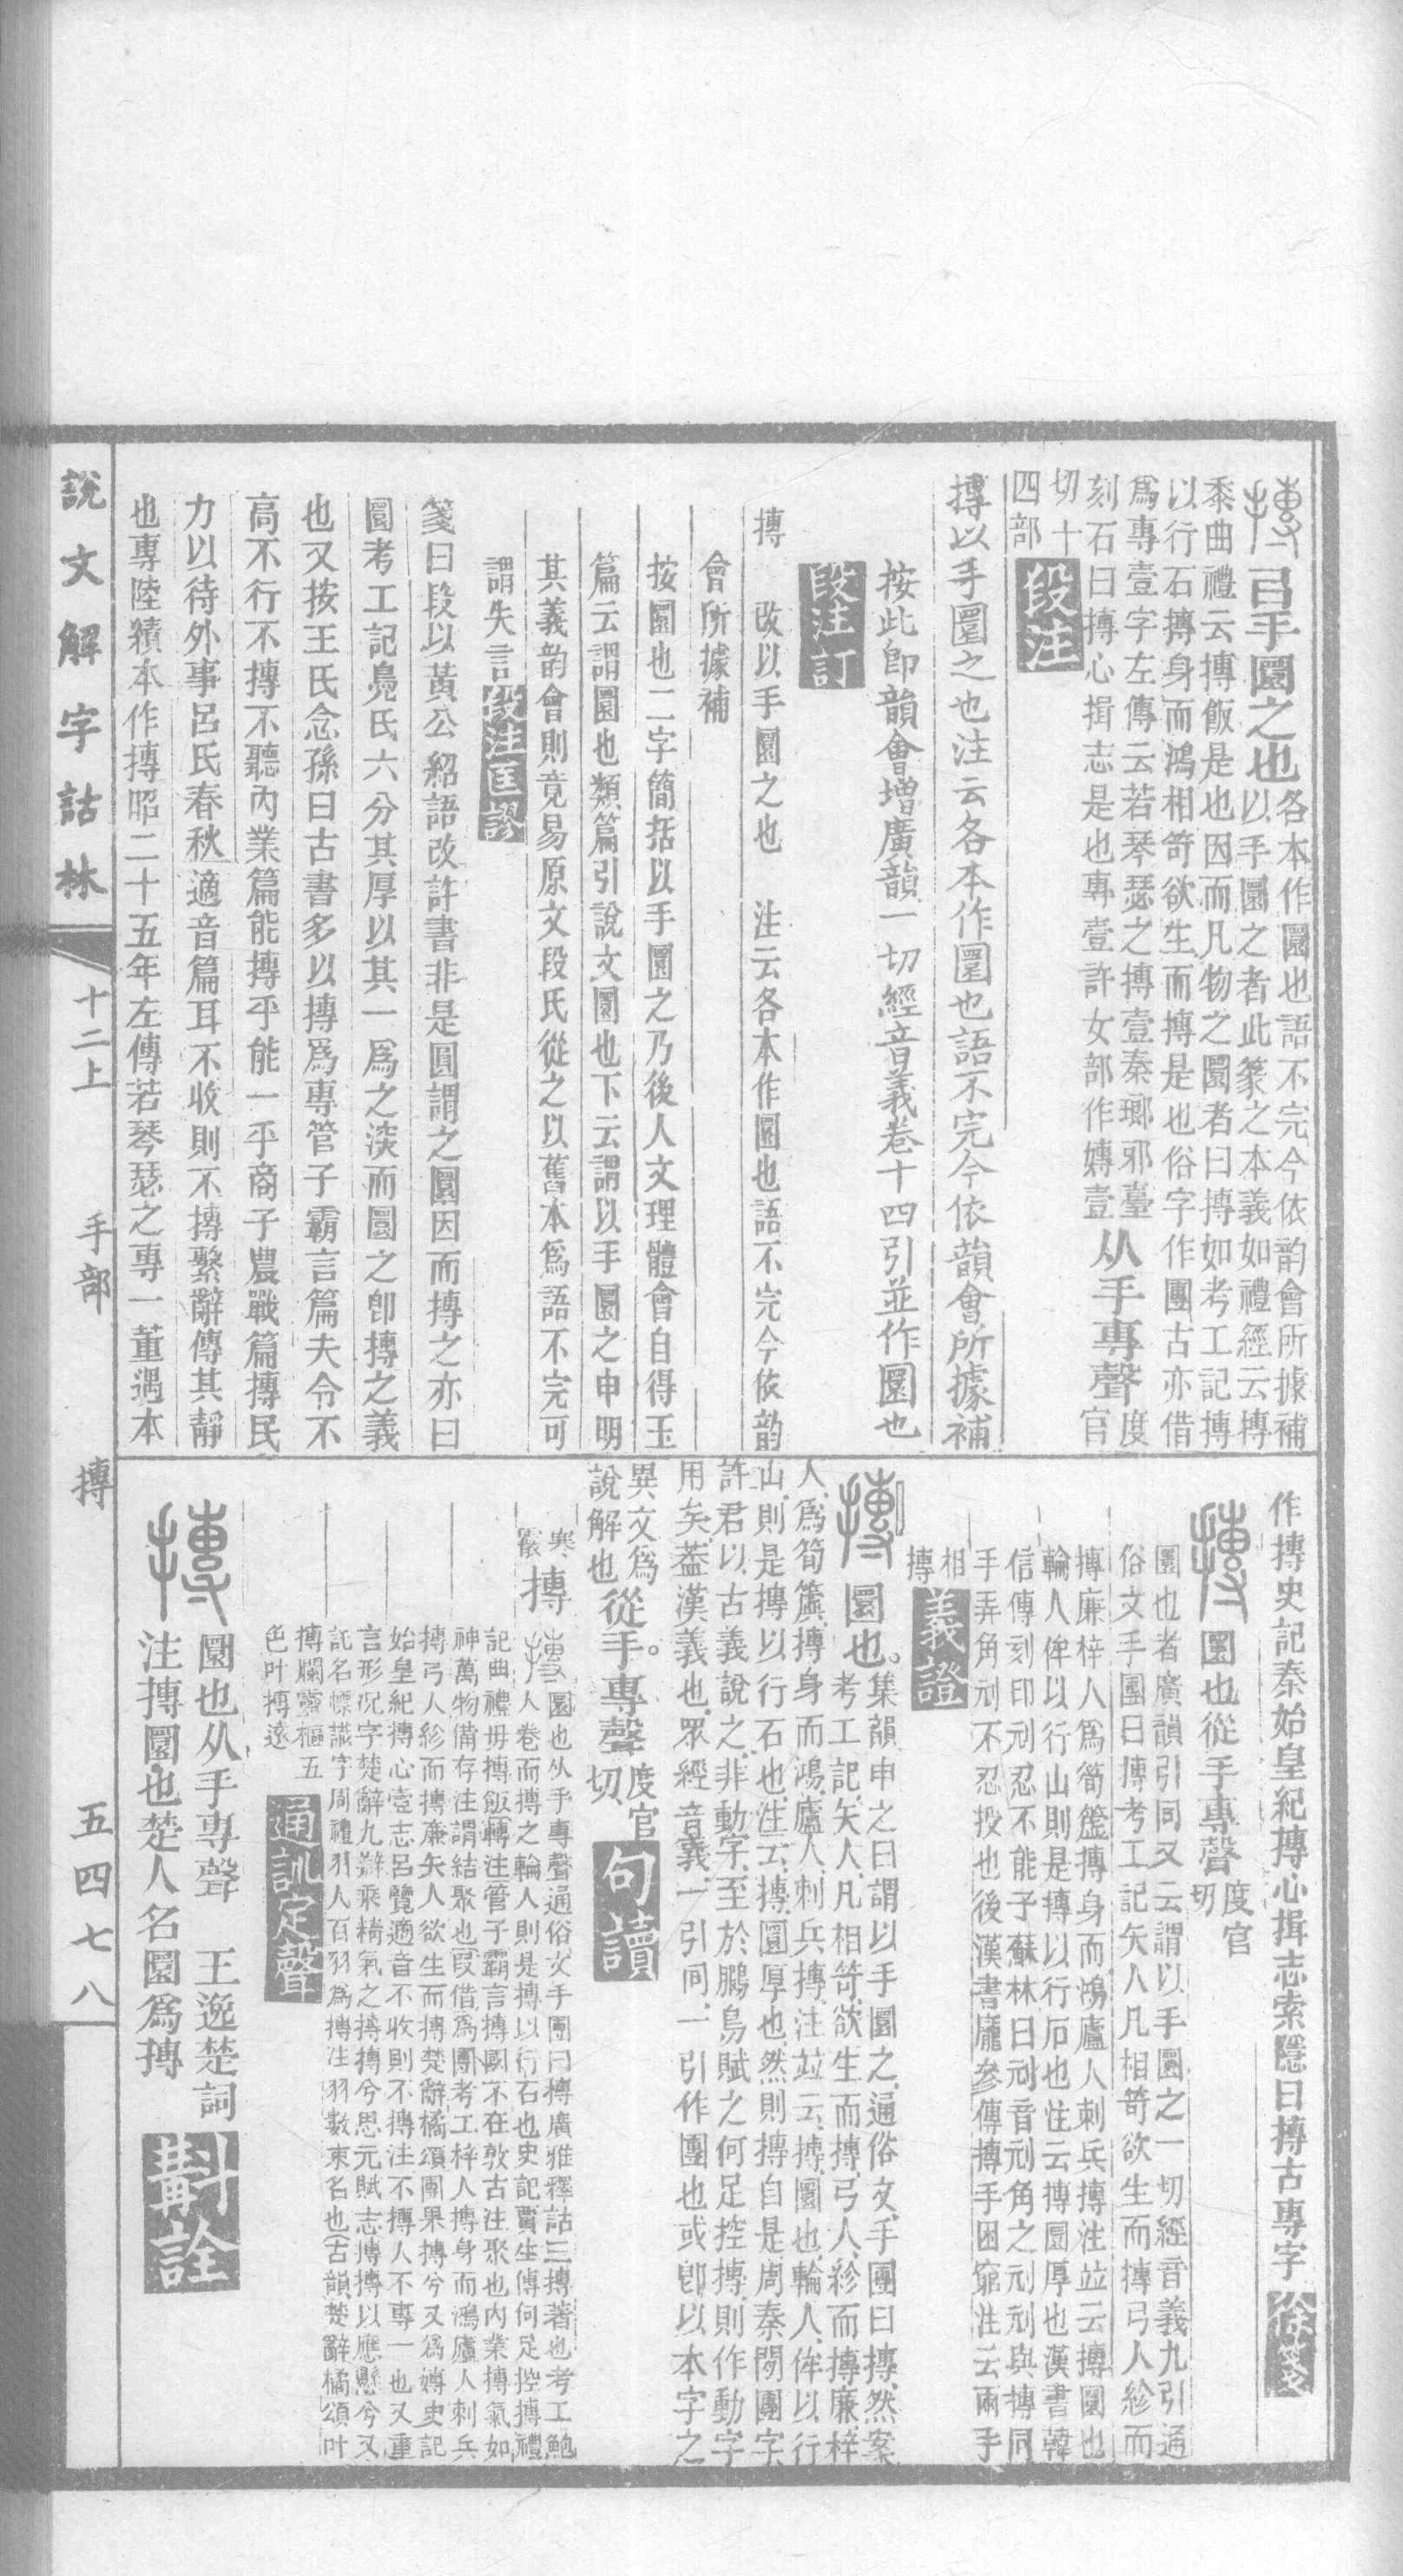 摶㠯手圜之也各本作圜也語不完今依韵會所據補
以手圜之者此篆之本義如禮經云摶
黍曲禮云摶飯是也因而凡物之圜者曰摶如考工記摶
以行石摶身而鴻相笴欲生而摶是也俗字作團古亦借
爲專壹字左傳云若琴瑟之摶壹秦瑯邪臺
刻石曰摶心揖志是也專壹許女部作嫥壹从手專聲度官
切十
四部段注
摶以手圜之也注云各本作圜也語不完今依韻會所據補
按此卽韻會增廣韻一切經音義卷十四引並作圜也
段注訂
摶 改以手圜之也 注云各本作圜也語不完今依韵
會所據補
按圜也二字簡括以手圜之乃後人文理體會自得玉
篇云謂圜也類篇引說文圜也下云謂以手圜之申明
其義韵會則竟易原文段氏從之以舊本爲語不完可
謂失言段注匡謬
箋曰段以黃公紹語改許書非是圓謂之圜因而摶之亦曰
圜考工記鳧氏六分其厚以其一爲之㴱而圜之卽摶之義
也又按王氏念孫曰古書多以摶爲專管子霸言篇夫令不
高不行不摶不聽內業篇能摶乎能一乎商子農戰篇摶民
力以待外事呂氏春秋適音篇耳不收則不摶繫辭傳其靜
也專陸績本作摶昭二十五年左傳若琴瑟之專一董遇本
作摶史記秦始皇紀摶心揖志索隱曰摶古專字徐箋
摶圜也從手專聲度官
切
圜也者廣韻引同又云謂以手圜之一切經音義九引通
俗文手團曰摶考工記矢人凡相笴欲生而摶弓人紾而
摶廉梓人爲筍簴摶身而鴻廬人刺兵摶注竝云摶圜也
輪人侔以行山則是摶以行石也注云摶圜厚也漢書韓
信傳刻印刓忍不能予蘇林曰刓音刓角之刓刓與摶同
手弄角刓不忍投也後漢書龐參傳摶手困窮注云兩手
相
摶義證
摶圜也。集韻申之曰謂以手圜之、通俗文、手團曰摶、然案
考工記、矢人、凡相笴、欲生而摶、弓人、紾而摶廉、梓
人、爲筍簴、摶身而鴻、廬人、刺兵摶、注竝云、摶、圜也、輪人、侔以行
山、則是摶以行石也、注云、摶、圜厚也、然則摶自是周秦閒團字、
許君以古義說之、非動字、至於鵬鳥賦之何足控摶、則作動字
用矣、蓋漢義也、眾經音義、一引同、一引作團也、或卽以本字之
異文爲
說解也從手。專聲度官
切、句讀
寒
霰摶
圜也从手專聲通俗文手團曰摶廣雅釋詁三摶著也考工鮑
人卷而摶之輪人則是摶以行石也史記賈生傳何足控摶禮
記曲禮毋摶飯轉注管子霸言摶國不在敦古注聚也內業摶氣如
神萬物備存注謂結聚也叚借爲團考工梓人摶身而鴻廬人刺兵
摶弓人紾而摶廉矢人欲生而摶楚辭橘頌團果摶兮又爲嫥史記
始皇紀摶心壹志呂覽適音不收則不摶注不摶人不專一也又重
言形況字楚辭九辯乘精氣之摶摶兮思元賦志摶摶以應懸兮又
託名幖識字周禮羽人百羽爲摶注羽數束名也古韻楚辭橘頌叶
摶爛靈樞五
色叶摶遠
通訓定聲
摶圜也从手專聲 王逸楚詞
注摶圜也楚人名圜爲摶
斠詮
說文解字詁林 十二上 手部 摶 五四七八